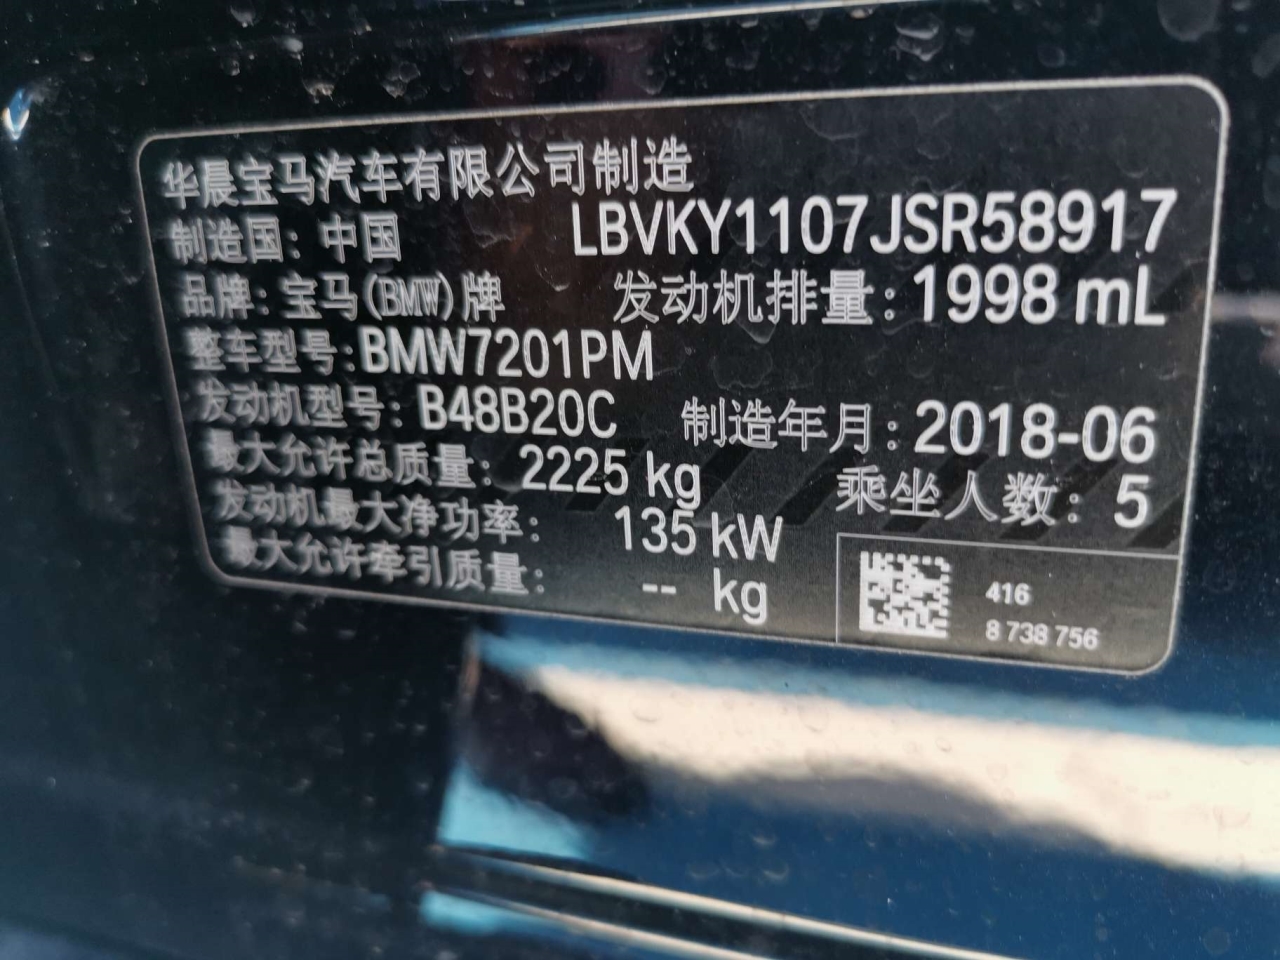 华晨宝马汽车有限公司制造
制造国：中国 LBVKY1107JSR58917
品牌：宝马(BMW)牌 发动机排量：1998 mL
整车型号：BMW7201PM
发动机型号：B48B20C 制造年月：2018-06
最大允许总质量：2225 kg 乘坐人数：5
发动机最大净功率：135 kW
最大允许牵引质量：-- kg
416
8 738 756